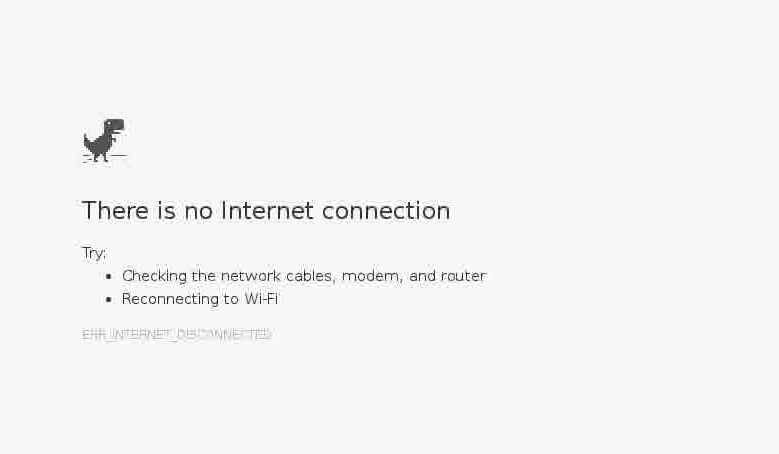 There is no Internet connection
Try:
• Checking the network cables, modem, and router
• Reconnecting to Wi-Fi
ERR_INTERNET_DISCONNECTED